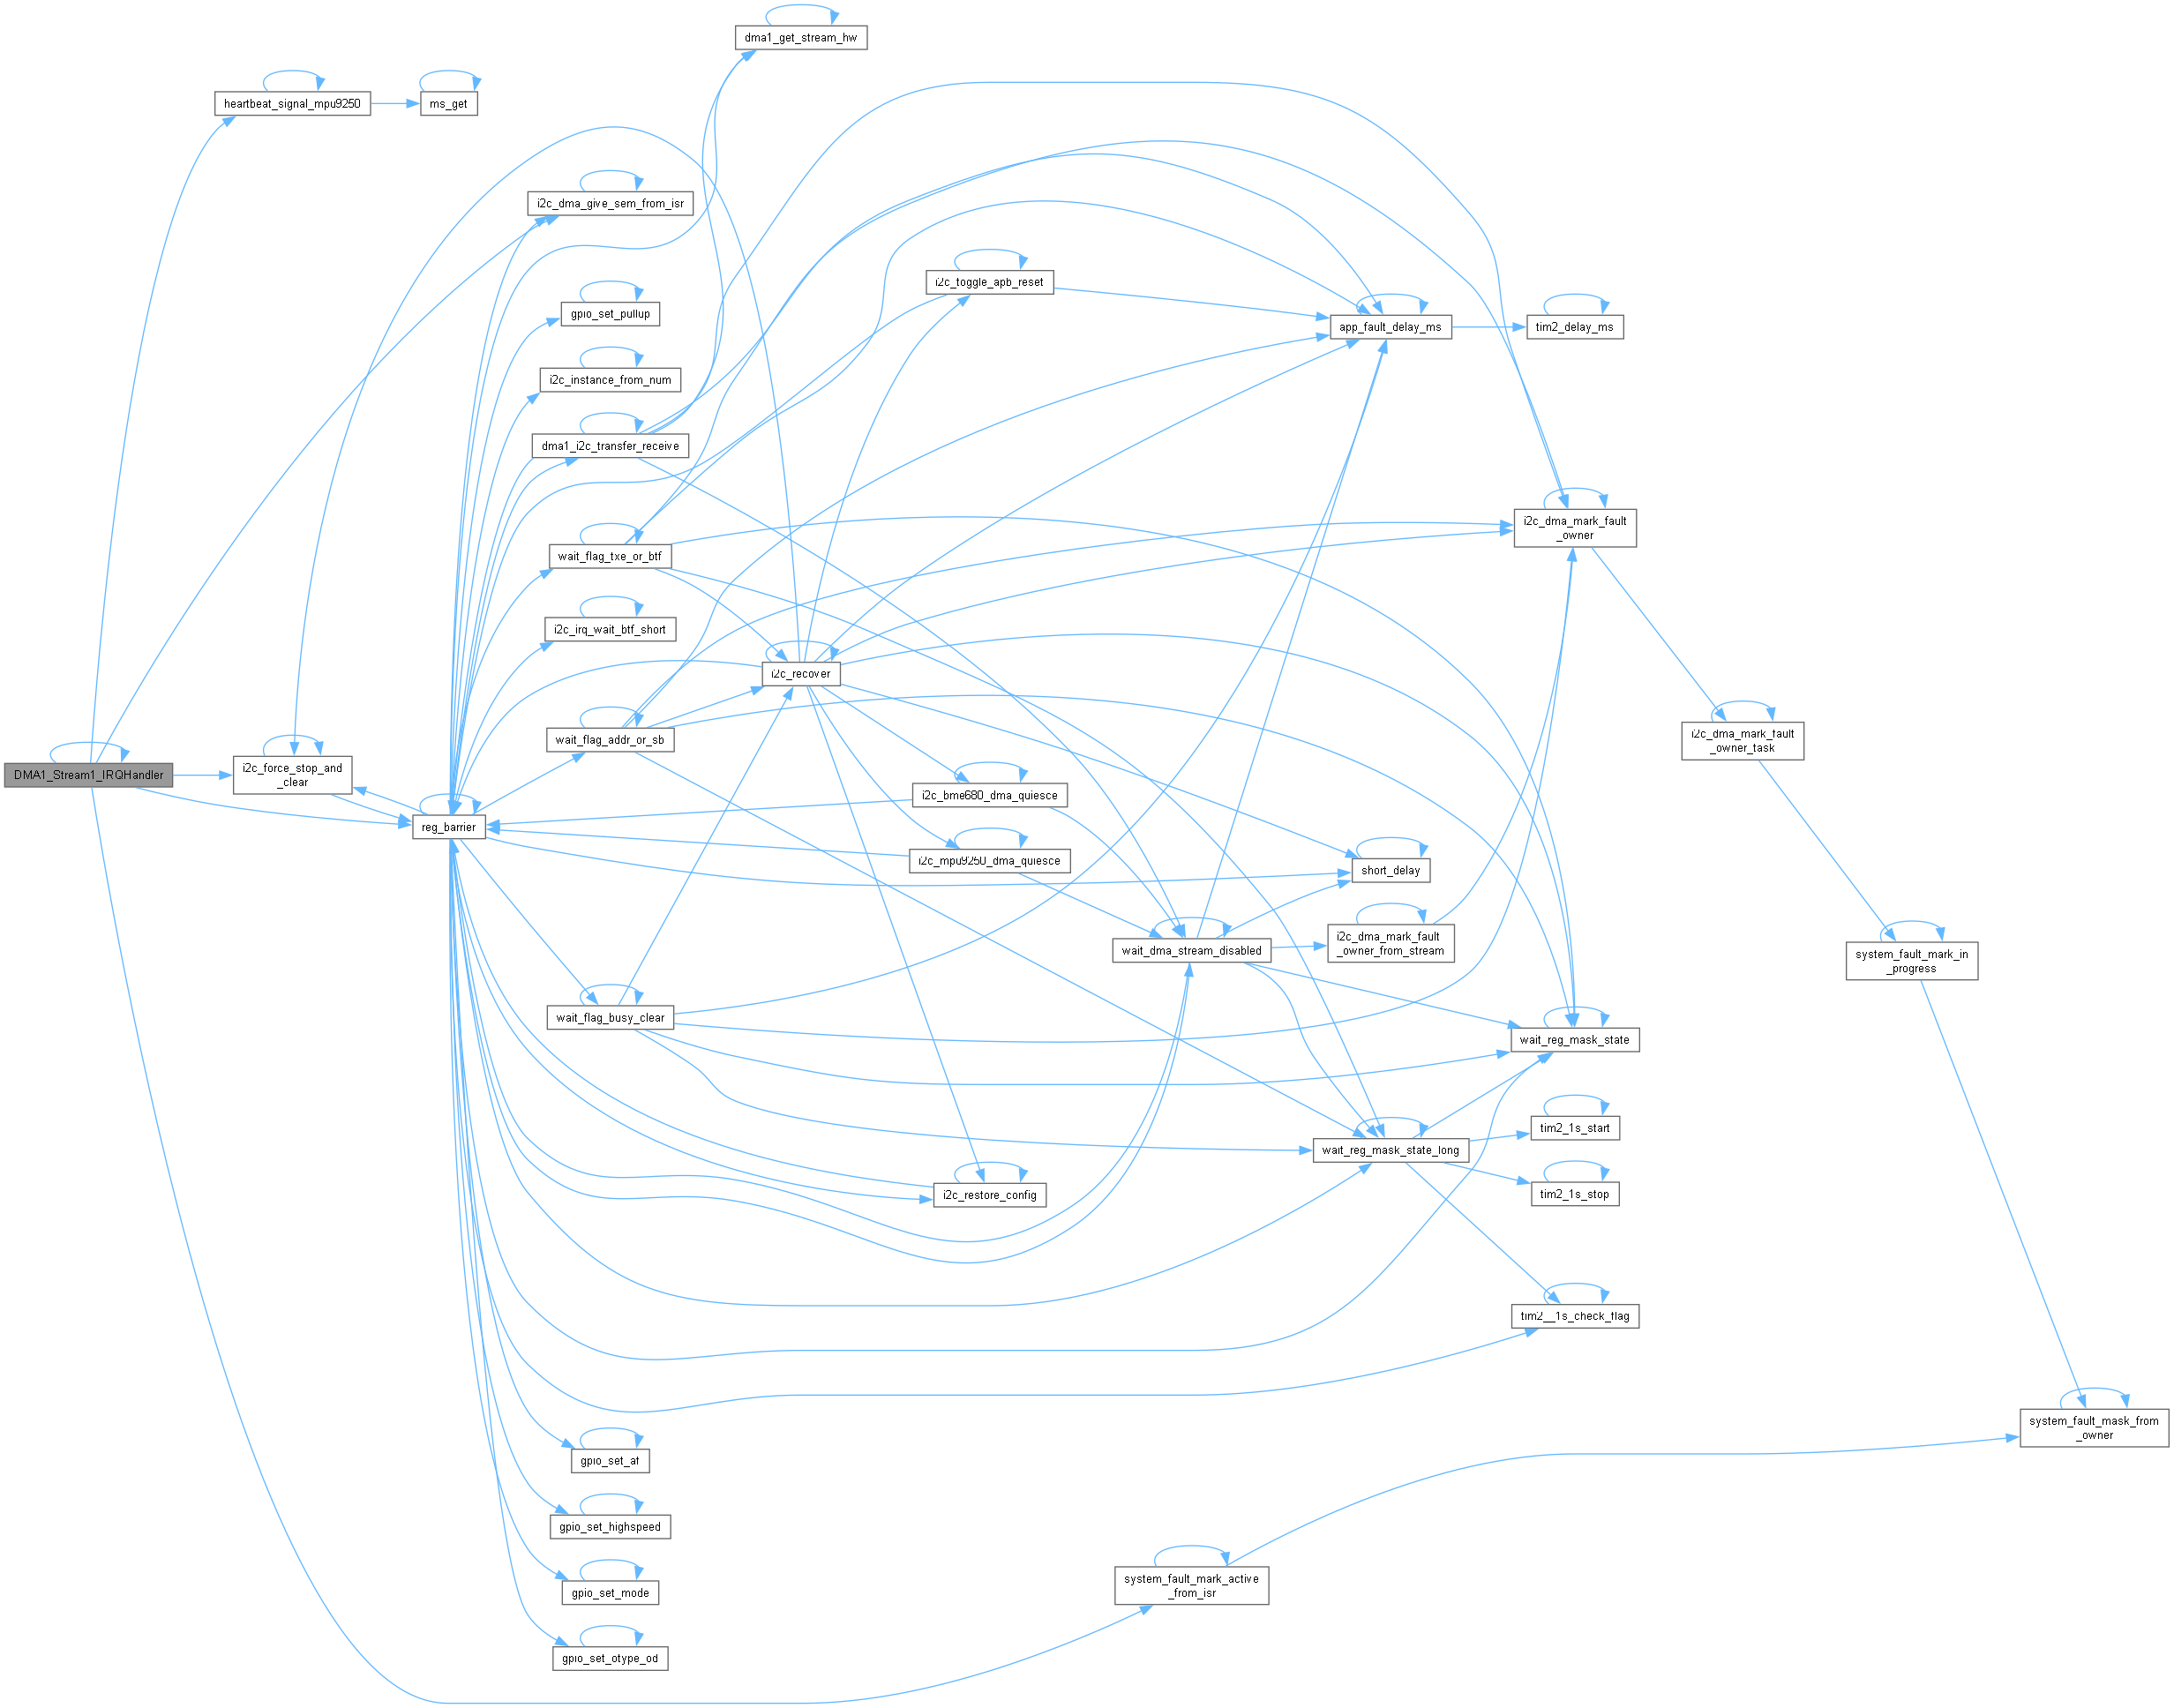 dma1_get_stream_hw
heartbeat_signal_mpu9250
ms_get
i2c_dma_give_sem_from_isr
i2c_toggle_apb_reset
gpio_set_pullup
app_fault_delay_ms
tim2_delay_ms
i2c_instance_from_num
dma1_i2c_transfer_receive
i2c_dma_mark_fault
_owner
wait_flag_txe_or_btf
i2c_irq_wait_btf_short
i2c_recover
wait_flag_addr_or_sb
i2c_dma_mark_fault
_owner_task
DMA1_Stream1_IRQHandler
i2c_force_stop_and
_clear
i2c_bme680_dma_quiesce
reg_barrier
i2c_mpu9250_dma_quiesce
short_delay
wait_dma_stream_disabled
i2c_dma_mark_fault
_owner_from_stream
system_fault_mark_in
_progress
wait_flag_busy_clear
wait_reg_mask_state
tim2_1s_start
wait_reg_mask_state_long
i2c_restore_config
tim2_1s_stop
tim2__1s_check_flag
system_fault_mask_from
_owner
gpio_set_af
gpio_set_highspeed
system_fault_mark_active
_from_isr
gpio_set_mode
gpio_set_otype_od